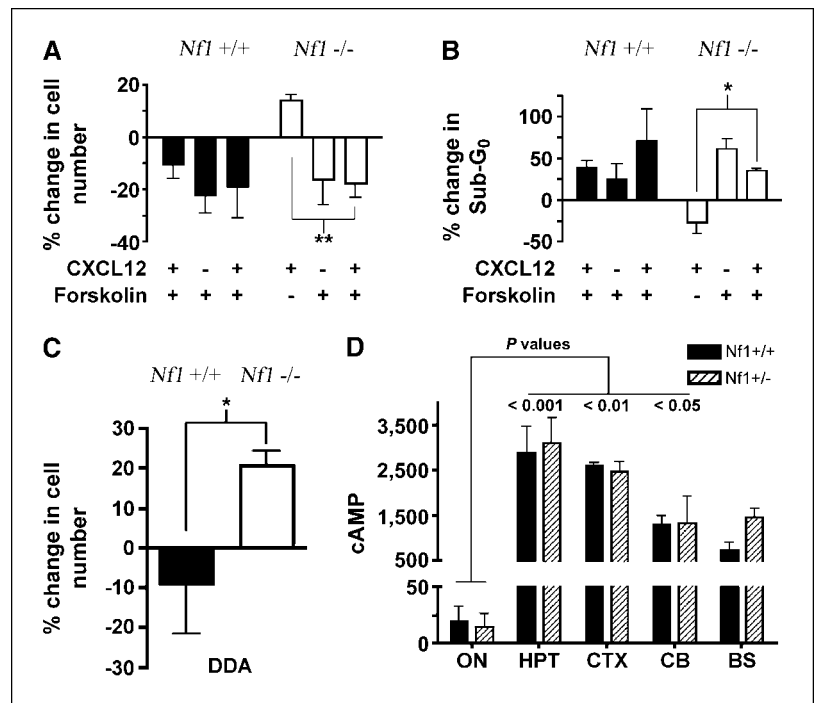 A
Nf1 +/+
Nf1 -/-
% change in cell
number
20
0
-20
-40
**
CXCL12 + - + + - +
Forskolin + + + - + +
B
Nf1 +/+
Nf1 -/-
% change in
Sub-G0
100
50
0
-50
*
CXCL12 + - + + - +
Forskolin + + + - + +
C
Nf1 +/+
Nf1 -/-
% change in cell
number
30
20
10
0
-10
-20
-30
*
DDA
D
P values
Nf1+/+
Nf1+/-
< 0.001 < 0.01 < 0.05
cAMP
3,500
2,500
1,500
500
50
0
ON HPT CTX CB BS